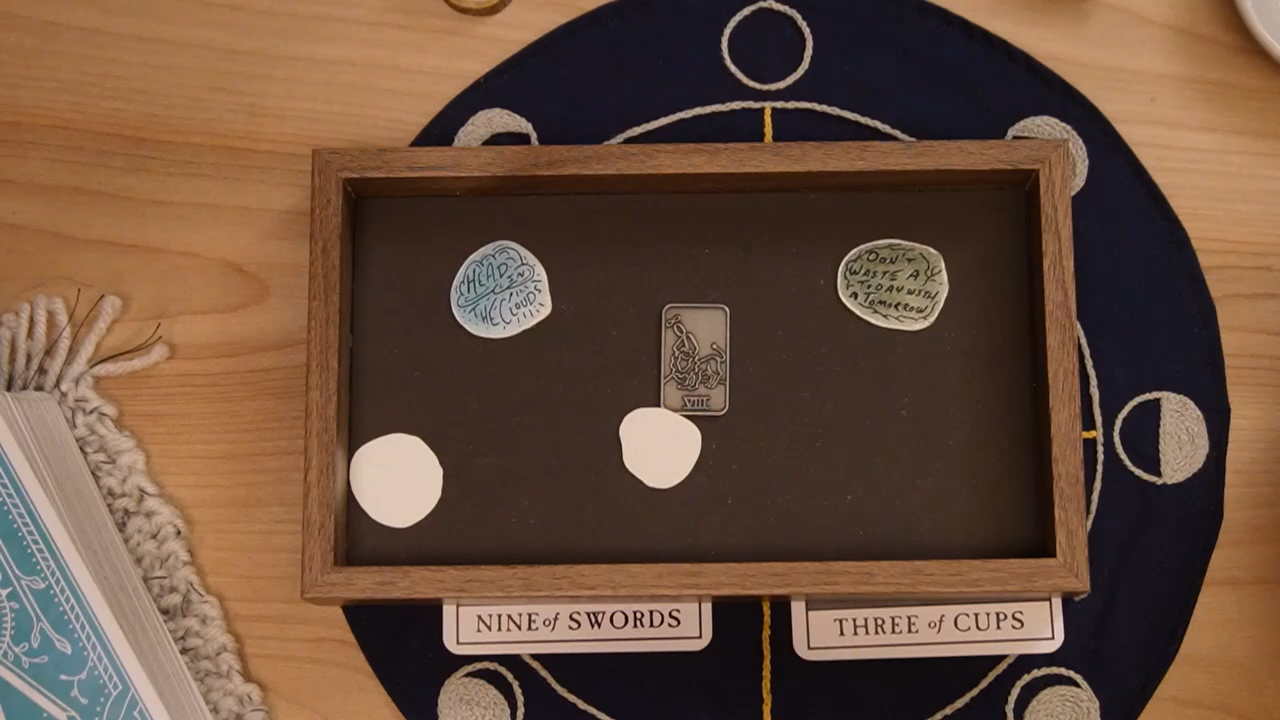 HEAD
IN
THE CLOUDS
DON'T
WASTE A
TODAY WITH
A TOMORROW
VIII
NINE of SWORDS
THREE of CUPS